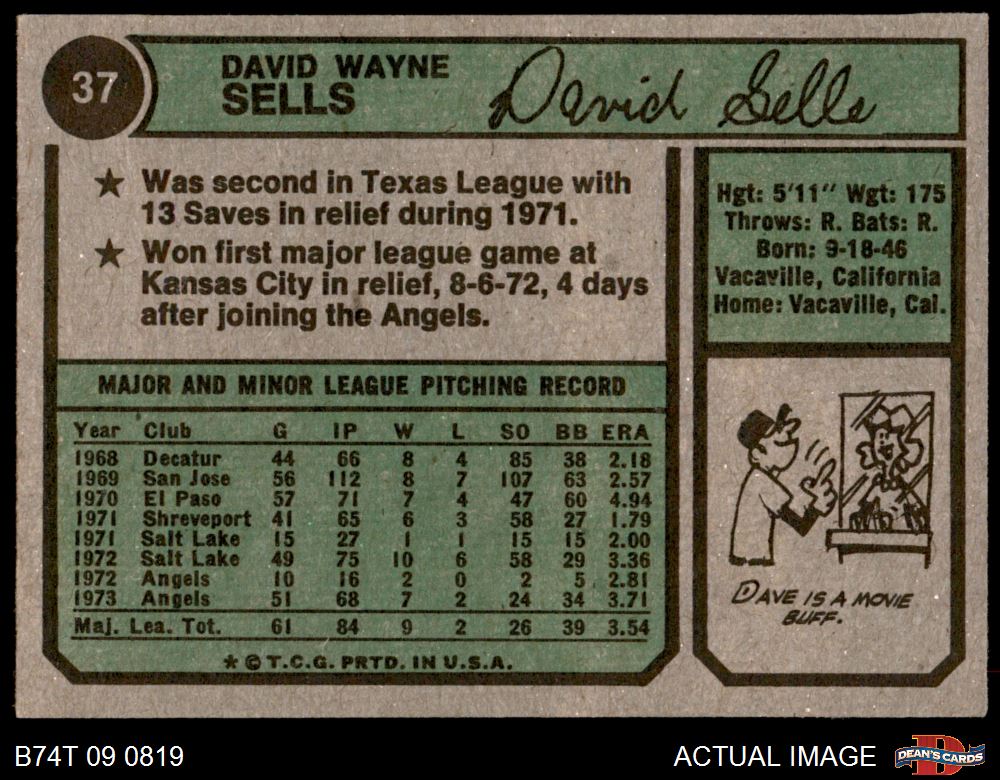 37
DAVID WAYNE
SELLS
David Sells
★ Was second in Texas League with
13 Saves in relief during 1971.
★ Won first major league game at
Kansas City in relief, 8-6-72, 4 days
after joining the Angels.
Hgt: 5'11" Wgt: 175
Throws: R. Bats: R.
Born: 9-18-46
Vacaville, California
Home: Vacaville, Cal.
MAJOR AND MINOR LEAGUE PITCHING RECORD
Year Club G IP W L SO BB ERA
1968 Decatur 44 66 8 4 85 38 2.18
1969 San Jose 56 112 8 7 107 63 2.57
1970 El Paso 57 71 7 4 47 60 4.94
1971 Shreveport 41 65 6 3 58 27 1.79
1971 Salt Lake 15 27 1 1 15 15 2.00
1972 Salt Lake 49 75 10 6 58 29 3.36
1972 Angels 10 16 2 0 2 5 2.81
1973 Angels 51 68 7 2 24 34 3.71
Maj. Lea. Tot. 61 84 9 2 26 39 3.54
★ © T.C.G. PRTD. IN U.S.A.
DAVE IS A MOVIE
BUFF.
B74T 09 0819
ACTUAL IMAGE
D
DEAN'S CARDS